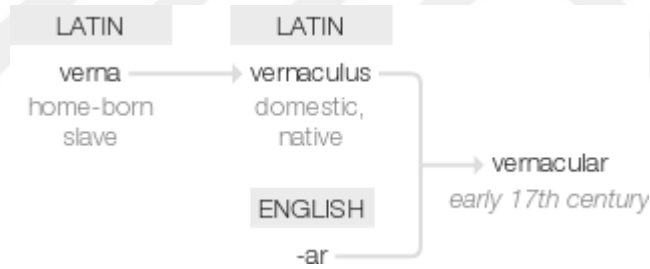 LATIN
LATIN
verna
vernaculus
home-born
slave
domestic,
native
vernacular
early 17th century
ENGLISH
-ar